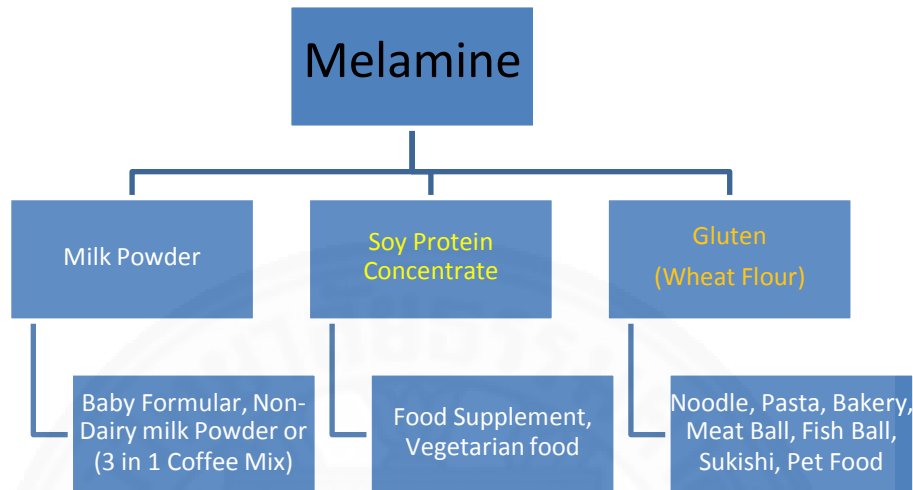 Melamine
Milk Powder
Soy Protein
Concentrate
Gluten
(Wheat Flour)
Baby Formular, Non-
Dairy milk Powder or
(3 in 1 Coffee Mix)
Food Supplement,
Vegetarian food
Noodle, Pasta, Bakery,
Meat Ball, Fish Ball,
Sukishi, Pet Food